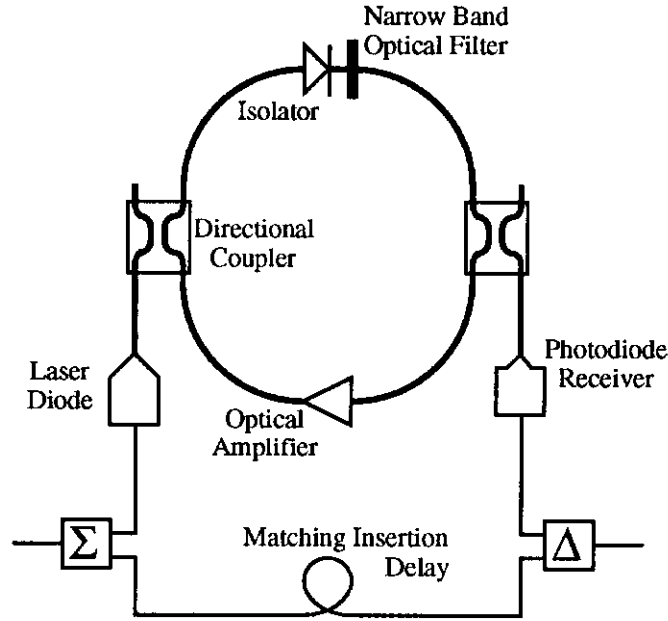 Narrow Band
Optical Filter
Isolator
Directional
Coupler
Laser
Diode
Optical
Amplifier
Photodiode
Receiver
Σ
Matching Insertion
Delay
Δ